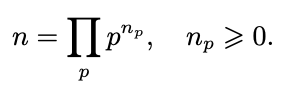 n = ∏_p p^{n_p}, n_p ⩾ 0.